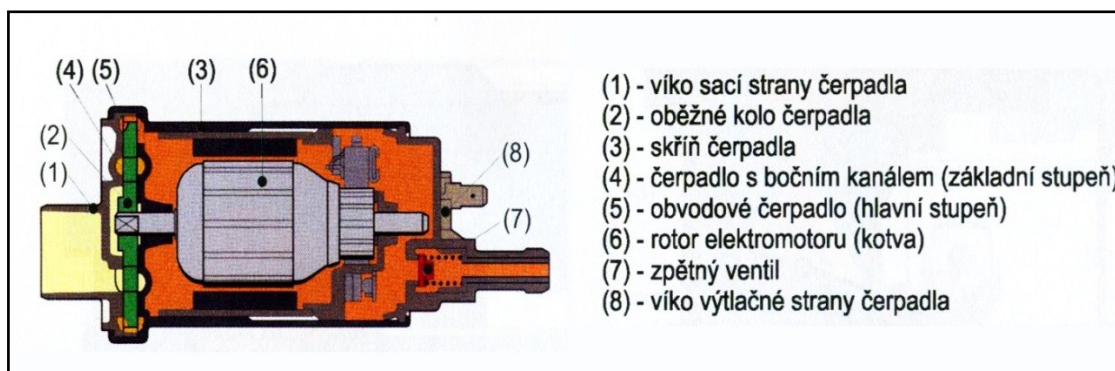 (4) (5) (3) (6)
(2)
(1)
(8)
(7)
(1) - víko sací strany čerpadla
(2) - oběžné kolo čerpadla
(3) - skříň čerpadla
(4) - čerpadlo s bočním kanálem (základní stupeň)
(5) - obvodové čerpadlo (hlavní stupeň)
(6) - rotor elektromotoru (kotva)
(7) - zpětný ventil
(8) - víko výtlačné strany čerpadla